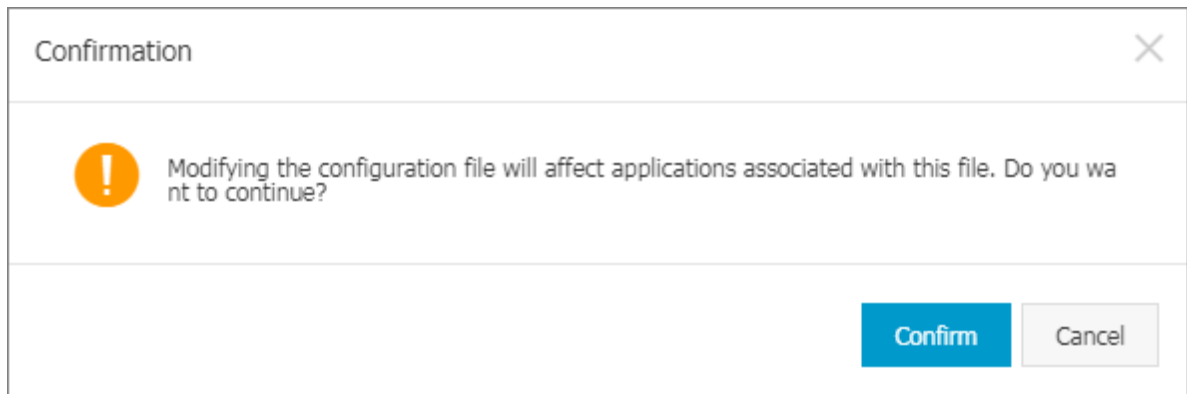 Confirmation
Modifying the configuration file will affect applications associated with this file. Do you wa
nt to continue?
Confirm
Cancel